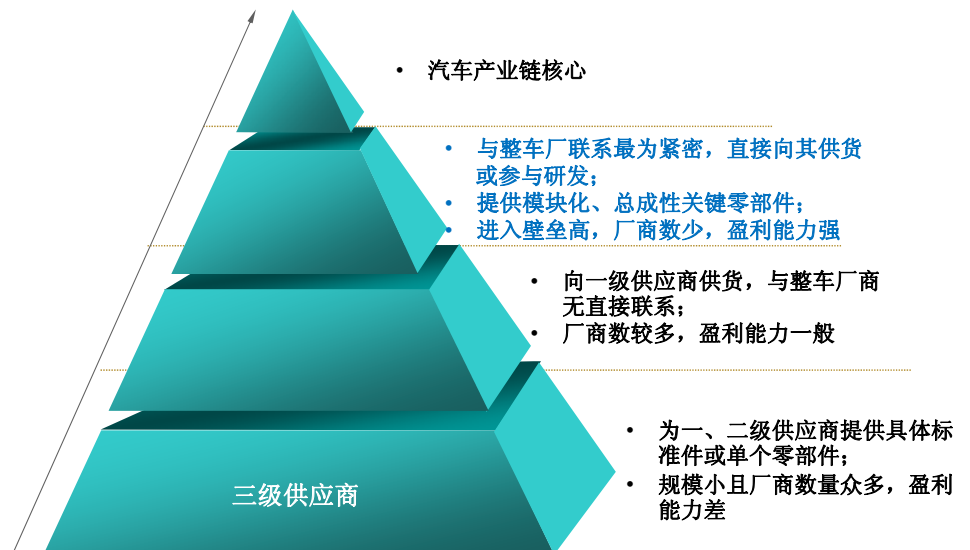 • 汽车产业链核心
• 与整车厂联系最为紧密，直接向其供货
或参与研发；
• 提供模块化、总成性关键零部件；
• 进入壁垒高，厂商数少，盈利能力强
• 向一级供应商供货，与整车厂商
无直接联系；
• 厂商数较多，盈利能力一般
• 为一、二级供应商提供具体标
准件或单个零部件；
三级供应商
• 规模小且厂商数量众多，盈利
能力差